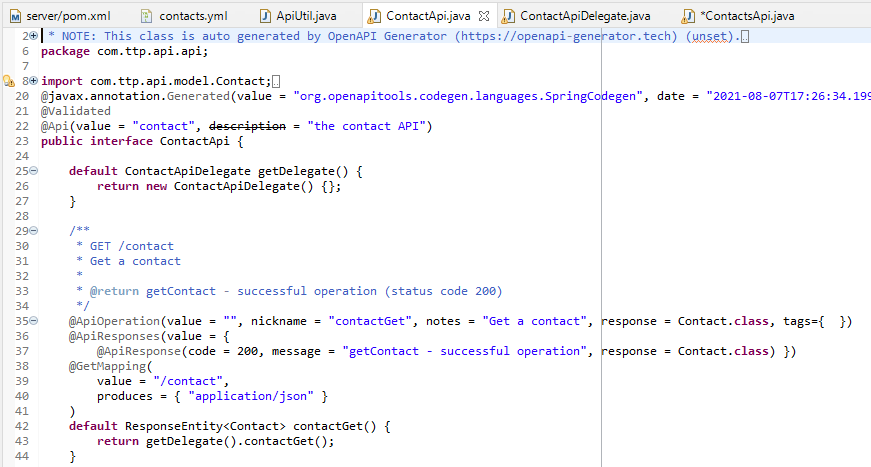 server/pom.xml contacts.yml ApiUtil.java ContactApi.java ContactApiDelegate.java *ContactsApi.java
2 * NOTE: This class is auto generated by OpenAPI Generator (https://openapi-generator.tech) (unset).
6 package com.ttp.api.api;
7
8 import com.ttp.api.model.Contact;
20 @javax.annotation.Generated(value = "org.openapitools.codegen.languages.SpringCodegen", date = "2021-08-07T17:26:34.199
21 @Validated
22 @Api(value = "contact", description = "the contact API")
23 public interface ContactApi {
24
25     default ContactApiDelegate getDelegate() {
26         return new ContactApiDelegate() {};
27     }
28
29     /**
30      * GET /contact
31      * Get a contact
32      *
33      * @return getContact - successful operation (status code 200)
34      */
35     @ApiOperation(value = "", nickname = "contactGet", notes = "Get a contact", response = Contact.class, tags={  })
36     @ApiResponses(value = {
37         @ApiResponse(code = 200, message = "getContact - successful operation", response = Contact.class) })
38     @GetMapping(
39         value = "/contact",
40         produces = { "application/json" }
41     )
42     default ResponseEntity<Contact> contactGet() {
43         return getDelegate().contactGet();
44     }